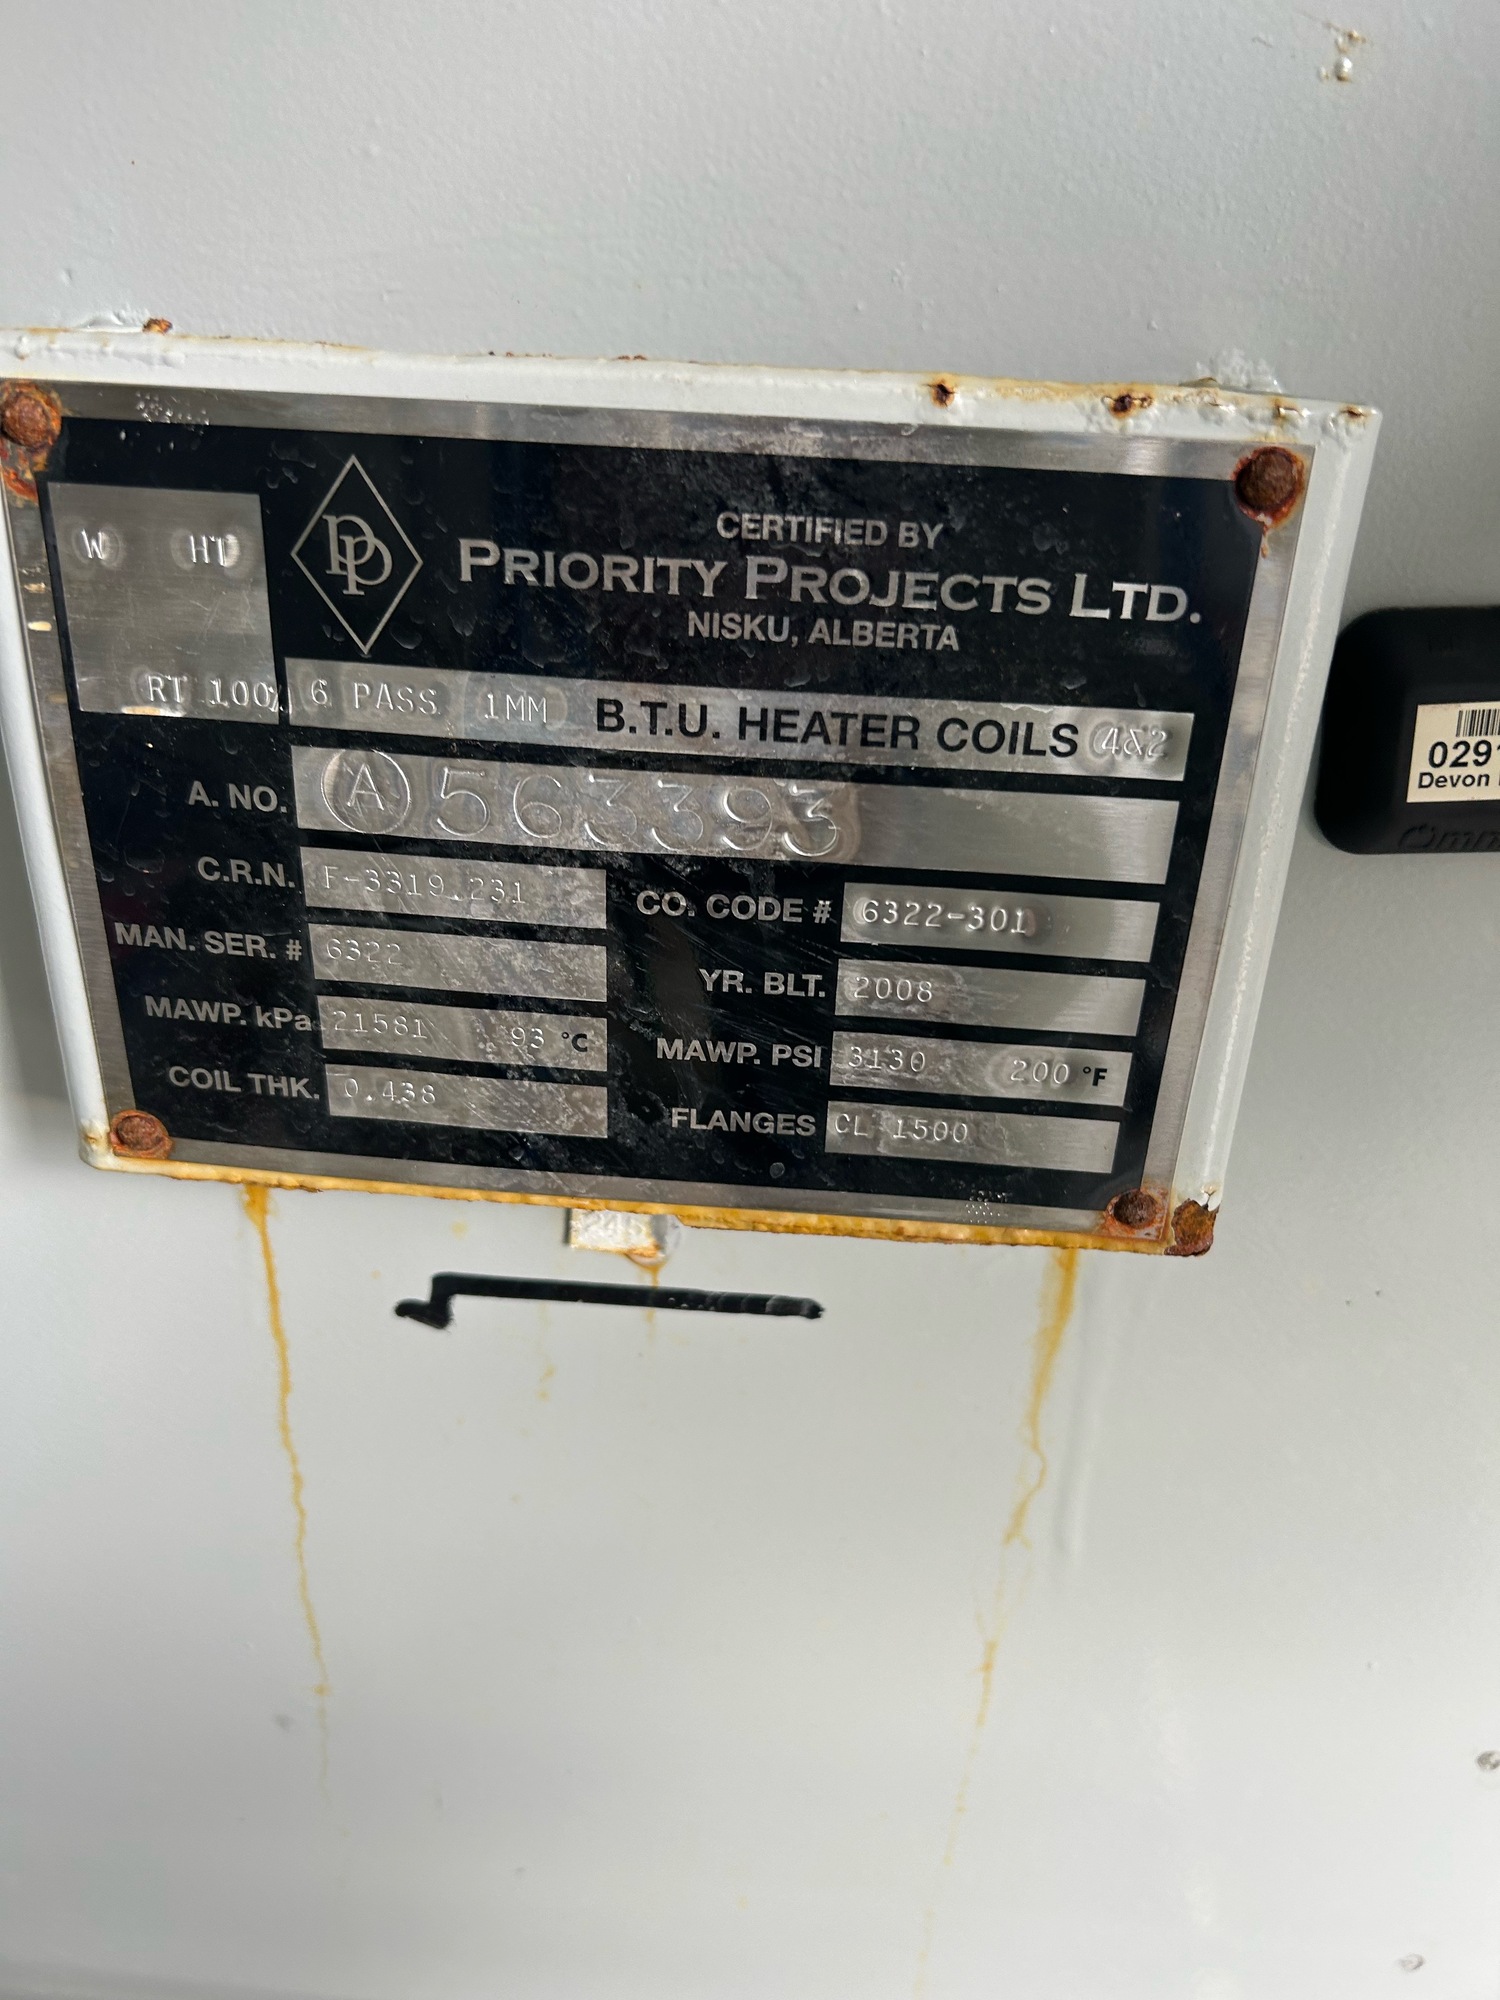 W HT
RT 100%
PP
CERTIFIED BY
PRIORITY PROJECTS LTD.
NISKU, ALBERTA
6 PASS 1MM B.T.U. HEATER COILS 4&2
A. NO. A 563393
C.R.N. F-3319.231
CO. CODE # 6322-301
MAN. SER. # 6322
YR. BLT. 2008
MAWP. kPa 21581 93 °C
MAWP. PSI 3130 200 °F
COIL THK. 0.438
FLANGES CL 1500
029
Devon